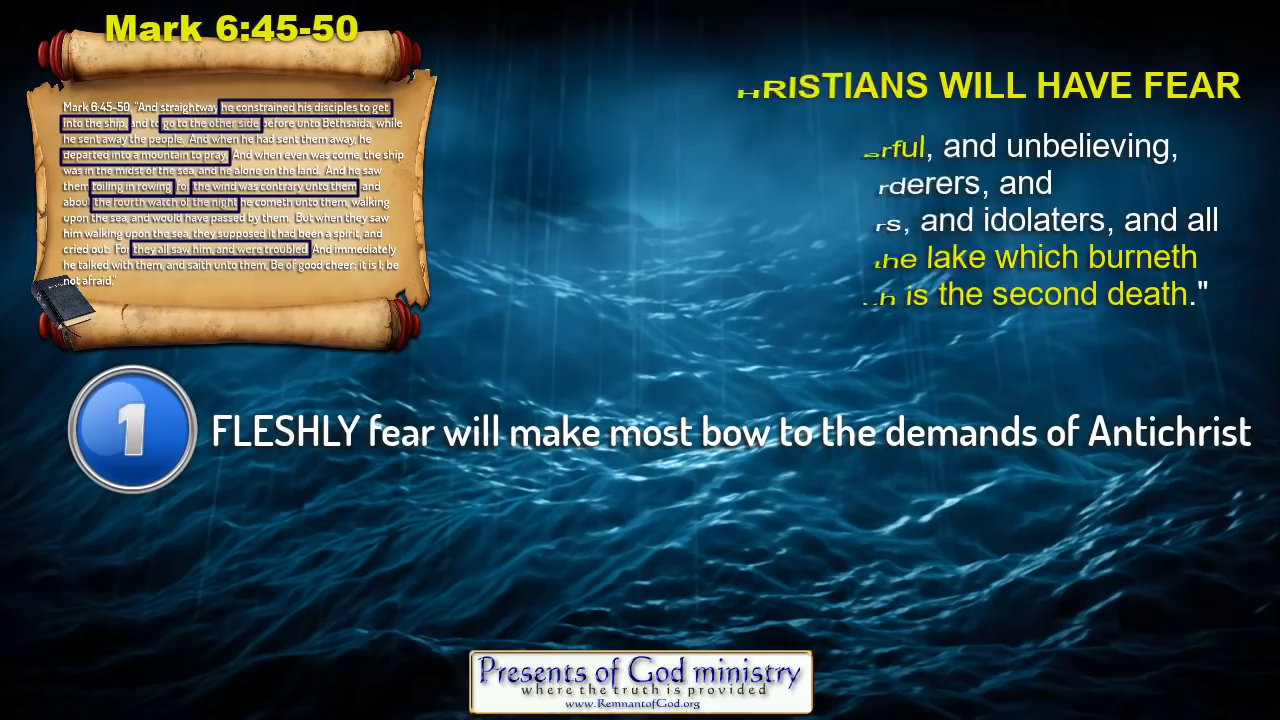 Mark 6:45-50
Mark 6:45-50, "And straightway he constrained his disciples to get
into the ship, and to go to the other side before unto Bethsaida, while
he sent away the people. And when he had sent them away, he
departed into a mountain to pray. And when even was come, the ship
was in the midst of the sea, and he alone on the land. And he saw
them toiling in rowing; for the wind was contrary unto them: and
about the fourth watch of the night he cometh unto them, walking
upon the sea, and would have passed by them. But when they saw
him walking upon the sea, they supposed it had been a spirit, and
cried out: For they all saw him, and were troubled. And immediately
he talked with them, and saith unto them, Be of good cheer: it is I; be
not afraid."
HRISTIANS WILL HAVE FEAR
rful, and unbelieving,
rderers, and
rs, and idolaters, and all
he lake which burneth
h is the second death."
1
FLESHLY fear will make most bow to the demands of Antichrist
Presents of God ministry
where the truth is provided
www.RemnantofGod.org